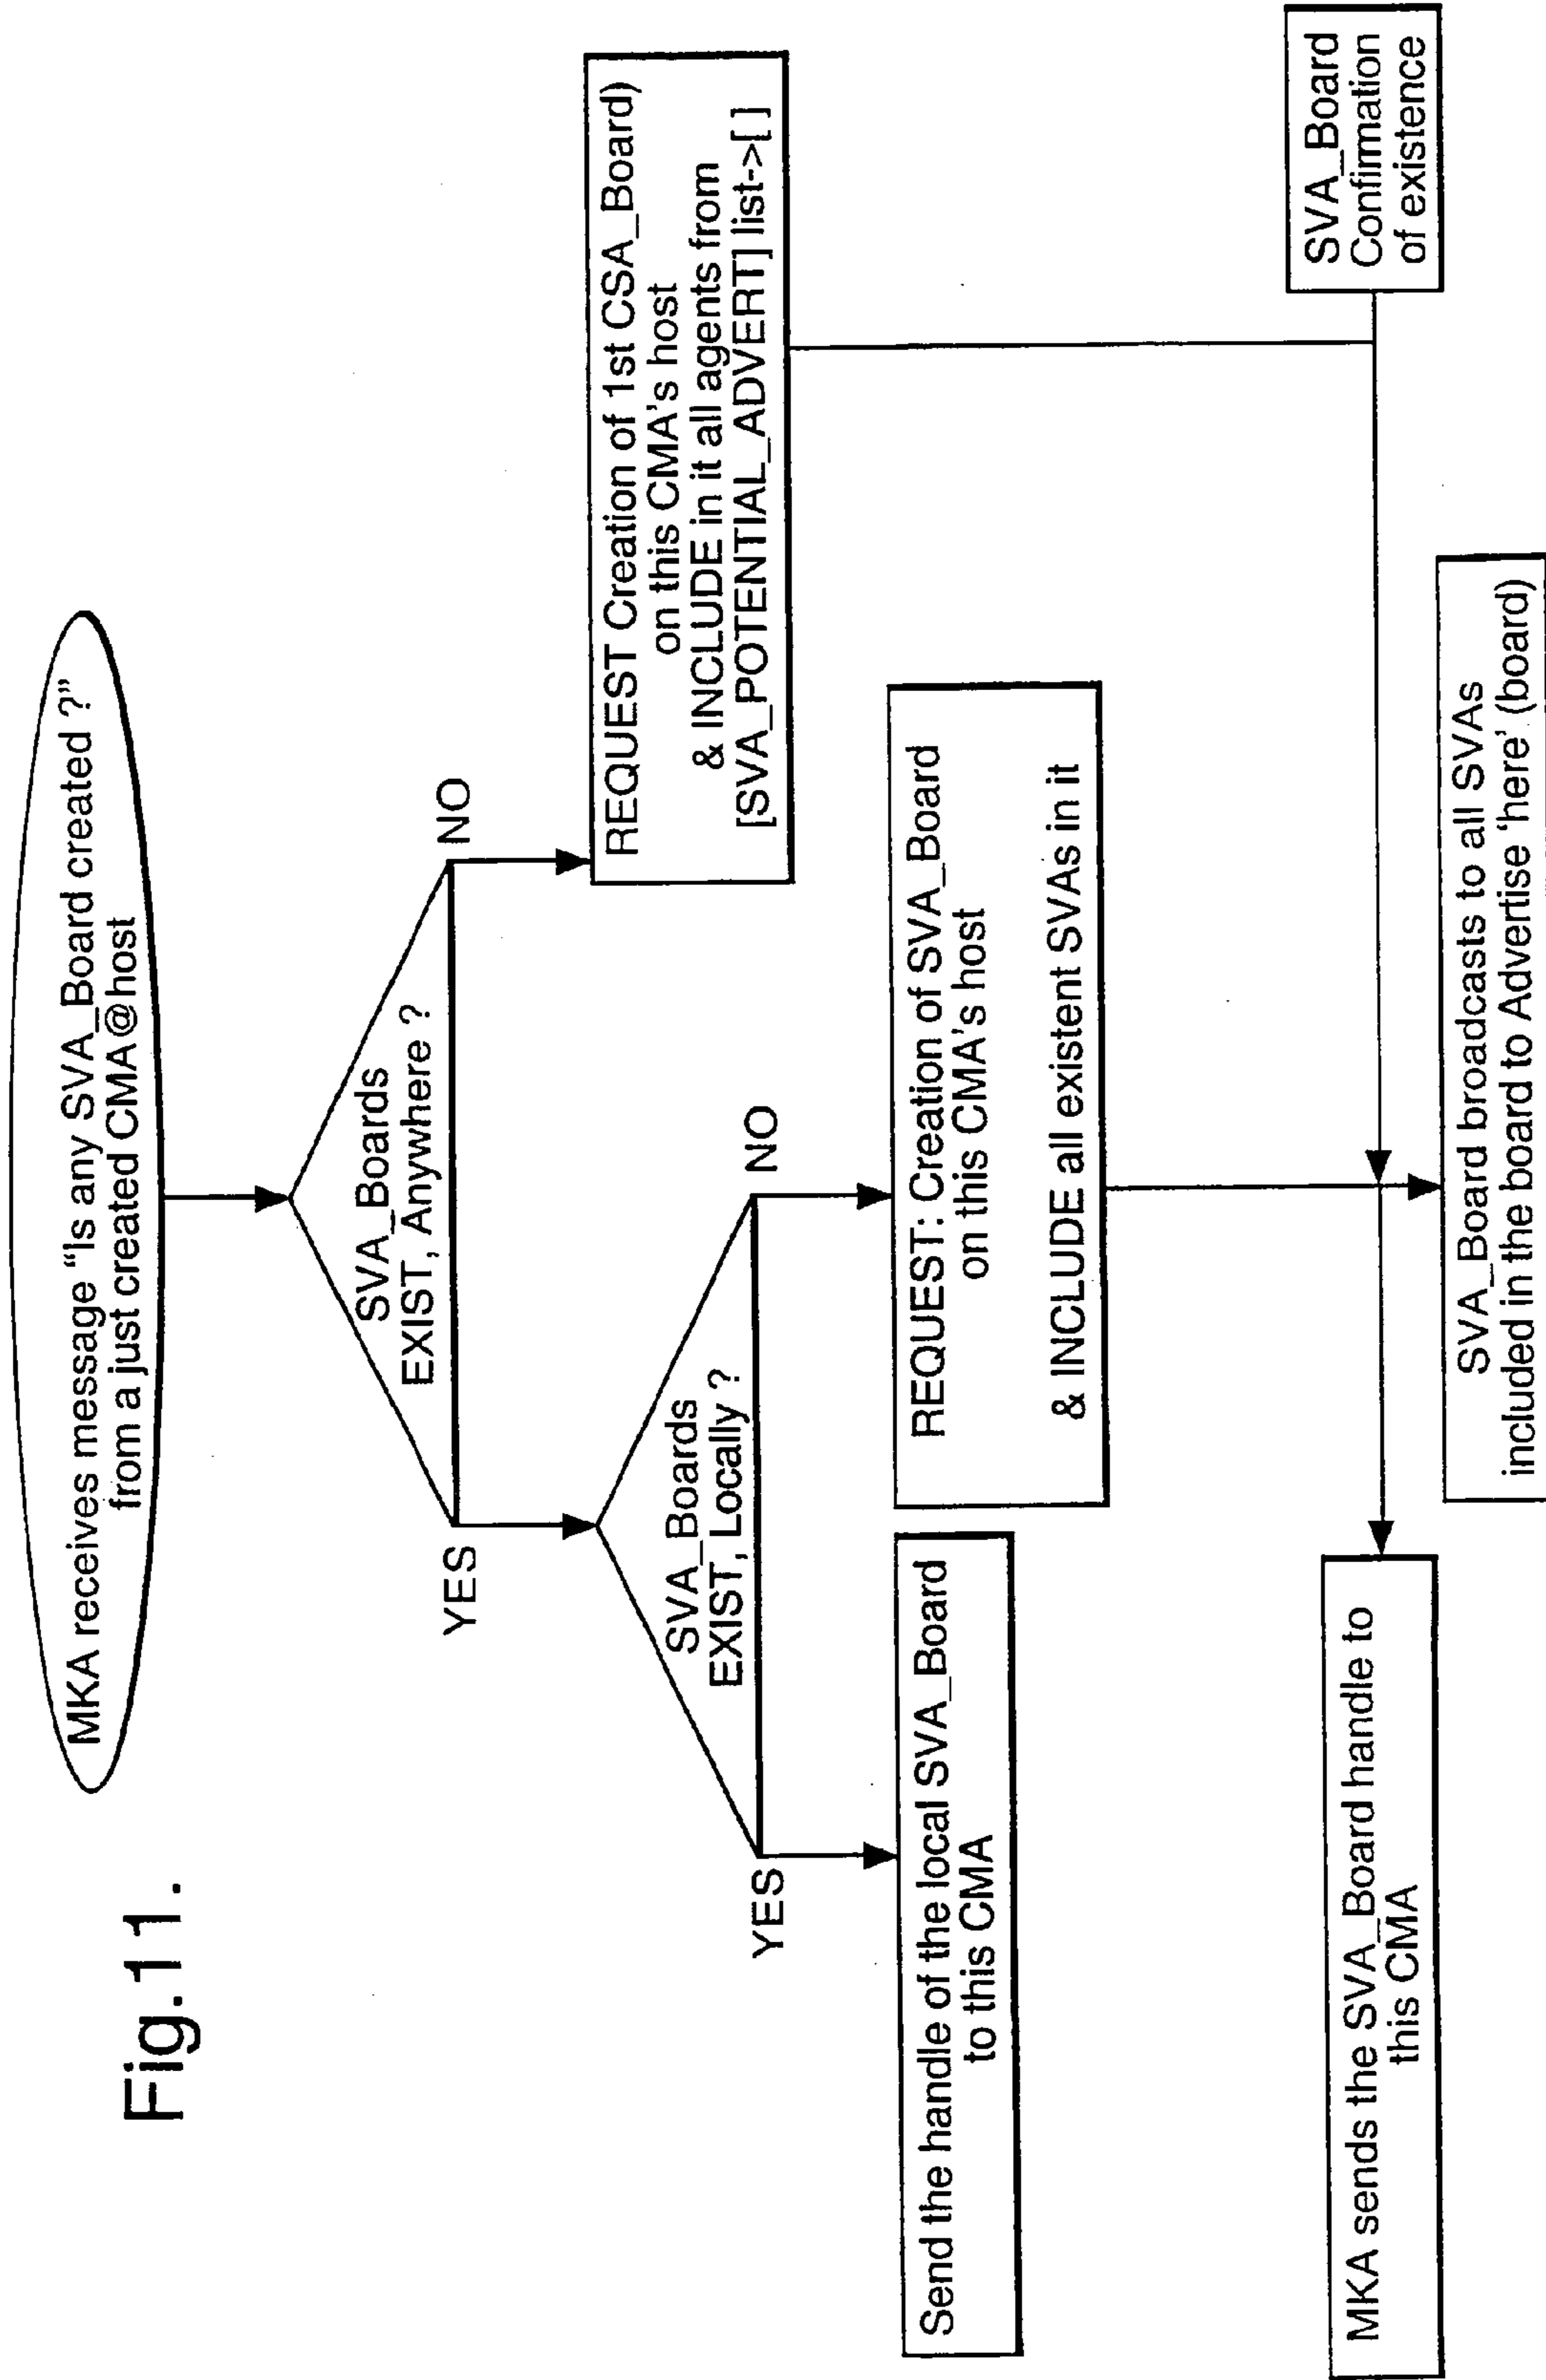 Fig.11.
MKA receives message "Is any SVA_Board created ?"
from a just created CMA@host
SVA_Boards
EXIST, Anywhere ?
YES
NO
SVA_Boards
EXIST, Locally ?
YES
NO
REQUEST Creation of 1st CSA_Board)
on this CMA's host
& INCLUDE in it all agents from
[SVA_POTENTIAL_ADVERT] list->[ ]
Send the handle of the local SVA_Board
to this CMA
REQUEST: Creation of SVA_Board
on this CMA's host
& INCLUDE all existent SVAs in it
SVA_Board
Confirmation
of existence
MKA sends the SVA_Board handle to
this CMA
SVA_Board broadcasts to all SVAs
included in the board to Advertise 'here' (board)